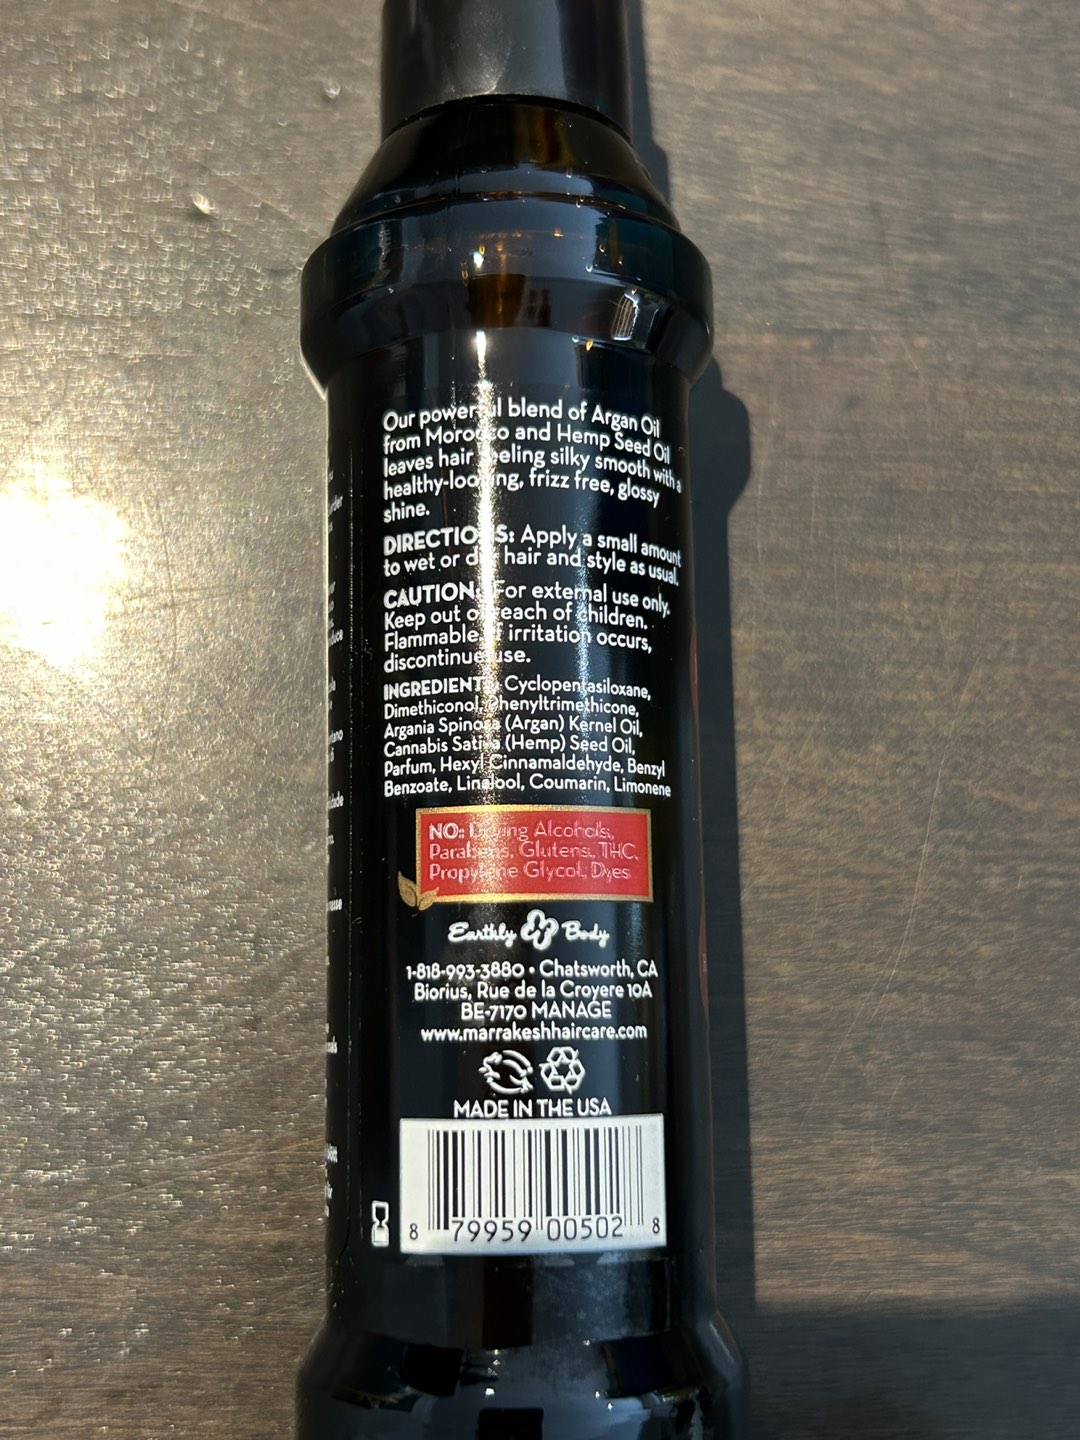 Our powerful blend of Argan Oil
from Morocco and Hemp Seed Oil
leaves hair feeling silky smooth with a
healthy-looking, frizz free, glossy
shine.
DIRECTIONS: Apply a small amount
to wet or dry hair and style as usual.
CAUTION: For external use only.
Keep out of reach of children.
Flammable. If irritation occurs,
discontinue use.
INGREDIENTS: Cyclopentasiloxane,
Dimethiconol, Phenyltrimethicone,
Argania Spinosa (Argan) Kernel Oil,
Cannabis Sativa (Hemp) Seed Oil,
Parfum, Hexyl Cinnamaldehyde, Benzyl
Benzoate, Linalool, Coumarin, Limonene
NO: Drying Alcohols,
Parabens, Glutens, THC,
Propylene Glycol, Dyes
Earthly Body
1-818-993-3880 • Chatsworth, CA
Biorius, Rue de la Croyere 10A
BE-7170 MANAGE
www.marrakeshhaircare.com
MADE IN THE USA
8 79959 00502 8